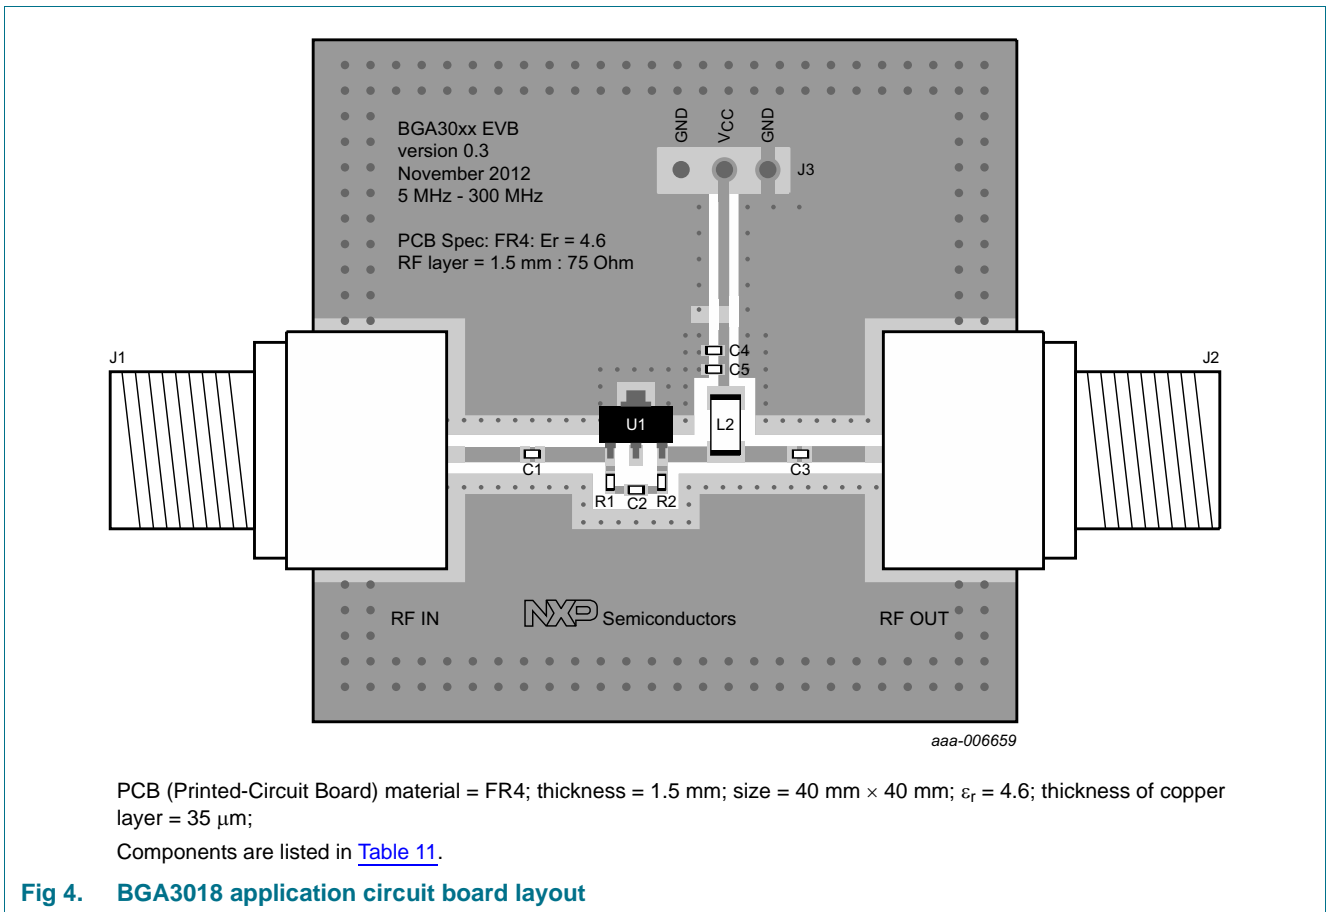 BGA30xx EVB
version 0.3
November 2012
5 MHz - 300 MHz
PCB Spec: FR4: Er = 4.6
RF layer = 1.5 mm : 75 Ohm
GND
VCC
GND
J3
J1
J2
C4
C5
U1
L2
C1
C3
R1
C2
R2
RF IN
NXP Semiconductors
RF OUT
aaa-006659
PCB (Printed-Circuit Board) material = FR4; thickness = 1.5 mm; size = 40 mm × 40 mm; εr = 4.6; thickness of copper
layer = 35 μm;
Components are listed in Table 11.
Fig 4. BGA3018 application circuit board layout